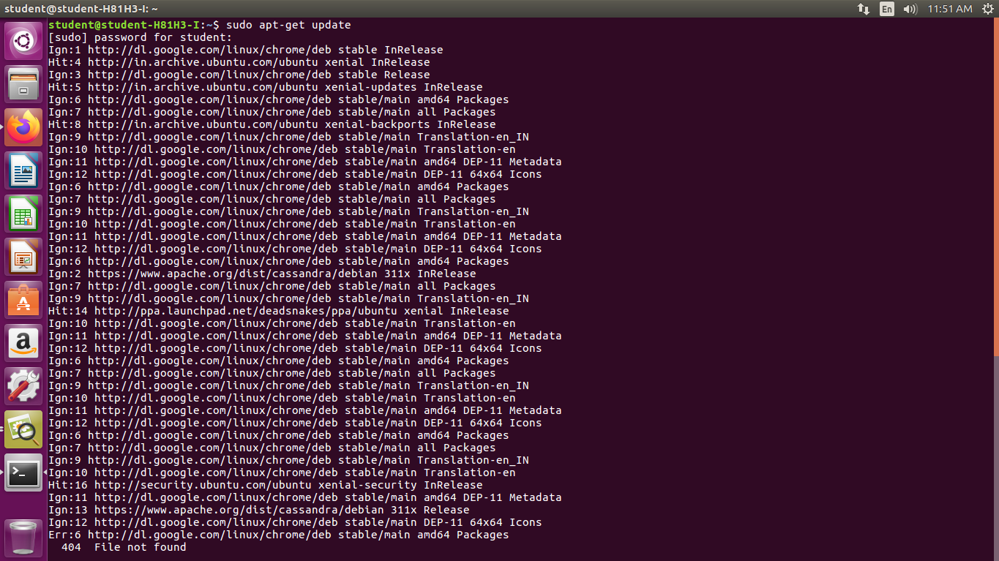 student@student-H81H3-I: ~
En
11:51 AM
student@student-H81H3-I:~$ sudo apt-get update
[sudo] password for student:
Ign:1 http://dl.google.com/linux/chrome/deb stable InRelease
Hit:4 http://in.archive.ubuntu.com/ubuntu xenial InRelease
Ign:3 http://dl.google.com/linux/chrome/deb stable Release
Hit:5 http://in.archive.ubuntu.com/ubuntu xenial-updates InRelease
Ign:6 http://dl.google.com/linux/chrome/deb stable/main amd64 Packages
Ign:7 http://dl.google.com/linux/chrome/deb stable/main all Packages
Hit:8 http://in.archive.ubuntu.com/ubuntu xenial-backports InRelease
Ign:9 http://dl.google.com/linux/chrome/deb stable/main Translation-en_IN
Ign:10 http://dl.google.com/linux/chrome/deb stable/main Translation-en
Ign:11 http://dl.google.com/linux/chrome/deb stable/main amd64 DEP-11 Metadata
Ign:12 http://dl.google.com/linux/chrome/deb stable/main DEP-11 64x64 Icons
Ign:6 http://dl.google.com/linux/chrome/deb stable/main amd64 Packages
Ign:7 http://dl.google.com/linux/chrome/deb stable/main all Packages
Ign:9 http://dl.google.com/linux/chrome/deb stable/main Translation-en_IN
Ign:10 http://dl.google.com/linux/chrome/deb stable/main Translation-en
Ign:11 http://dl.google.com/linux/chrome/deb stable/main amd64 DEP-11 Metadata
Ign:12 http://dl.google.com/linux/chrome/deb stable/main DEP-11 64x64 Icons
Ign:6 http://dl.google.com/linux/chrome/deb stable/main amd64 Packages
Ign:2 https://www.apache.org/dist/cassandra/debian 311x InRelease
Ign:7 http://dl.google.com/linux/chrome/deb stable/main all Packages
Ign:9 http://dl.google.com/linux/chrome/deb stable/main Translation-en_IN
Hit:14 http://ppa.launchpad.net/deadsnakes/ppa/ubuntu xenial InRelease
Ign:10 http://dl.google.com/linux/chrome/deb stable/main Translation-en
Ign:11 http://dl.google.com/linux/chrome/deb stable/main amd64 DEP-11 Metadata
Ign:12 http://dl.google.com/linux/chrome/deb stable/main DEP-11 64x64 Icons
Ign:6 http://dl.google.com/linux/chrome/deb stable/main amd64 Packages
Ign:7 http://dl.google.com/linux/chrome/deb stable/main all Packages
Ign:9 http://dl.google.com/linux/chrome/deb stable/main Translation-en_IN
Ign:10 http://dl.google.com/linux/chrome/deb stable/main Translation-en
Ign:11 http://dl.google.com/linux/chrome/deb stable/main amd64 DEP-11 Metadata
Ign:12 http://dl.google.com/linux/chrome/deb stable/main DEP-11 64x64 Icons
Ign:6 http://dl.google.com/linux/chrome/deb stable/main amd64 Packages
Ign:7 http://dl.google.com/linux/chrome/deb stable/main all Packages
Ign:9 http://dl.google.com/linux/chrome/deb stable/main Translation-en_IN
Ign:10 http://dl.google.com/linux/chrome/deb stable/main Translation-en
Hit:16 http://security.ubuntu.com/ubuntu xenial-security InRelease
Ign:11 http://dl.google.com/linux/chrome/deb stable/main amd64 DEP-11 Metadata
Ign:13 https://www.apache.org/dist/cassandra/debian 311x Release
Ign:12 http://dl.google.com/linux/chrome/deb stable/main DEP-11 64x64 Icons
Err:6 http://dl.google.com/linux/chrome/deb stable/main amd64 Packages
  404  File not found